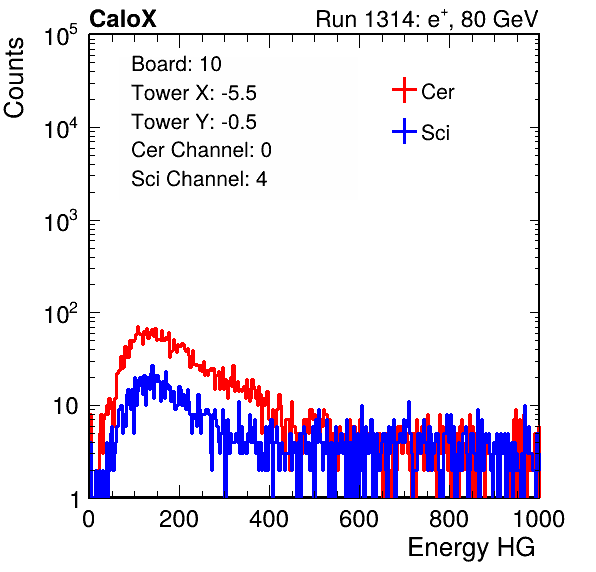 CaloX Run 1314: e⁺, 80 GeV
Counts
Board: 10
Tower X: -5.5
Tower Y: -0.5
Cer Channel: 0
Sci Channel: 4
Cer
Sci
10⁵
10⁴
10³
10²
10
1
0 200 400 600 800 1000
Energy HG